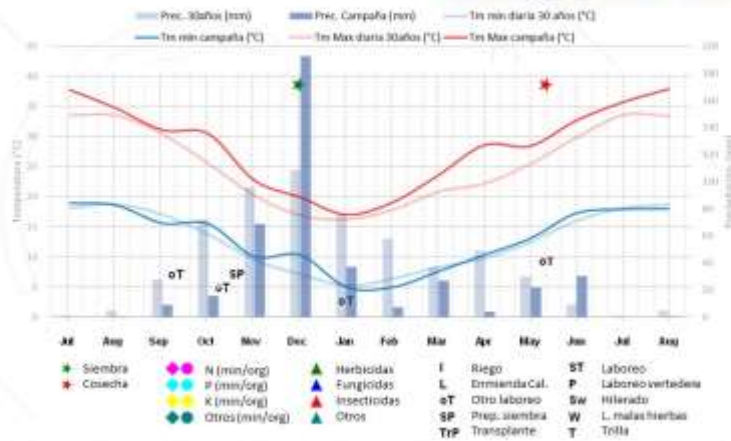 Prec. 30años (mm) Prec. Campaña (mm) Tm min diaria 30 años (°C)
Tm min campaña (°C) Tm Max diaria 30años (°C) Tm Max campaña (°C)
45
40
35
30
25
20
15
10
5
0
Temperatura (°C)
200
180
160
140
120
100
80
60
40
20
0
oT
oT
SP
oT
oT
Jul Aug Sep Oct Nov Dec Jan Feb Mar Apr May Jun Jul Aug
Siembra N (min/org) Herbicidas I Riego ST Laboreo
Cosecha P (min/org) Fungicidas L Enmienda Cal. P Laboreo vertedera
K (min/org) Insecticidas oT Otro laboreo Sw Hilerado
Otros (min/org) Otros SP Prep. siembra W L. malas hierbas
TrP Transplante T Trilla